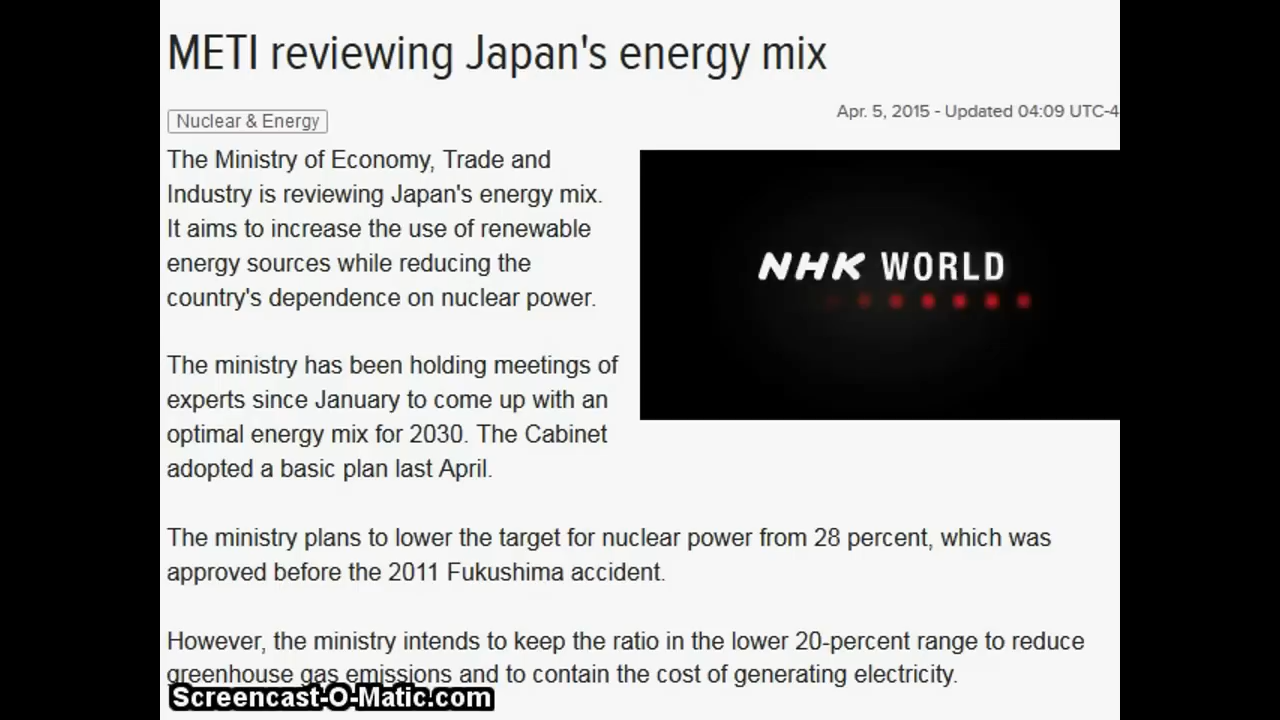 METI reviewing Japan's energy mix
Nuclear & Energy
Apr. 5, 2015 - Updated 04:09 UTC-4
The Ministry of Economy, Trade and
Industry is reviewing Japan's energy mix.
It aims to increase the use of renewable
energy sources while reducing the
country's dependence on nuclear power.
NHK WORLD
The ministry has been holding meetings of
experts since January to come up with an
optimal energy mix for 2030. The Cabinet
adopted a basic plan last April.
The ministry plans to lower the target for nuclear power from 28 percent, which was
approved before the 2011 Fukushima accident.
However, the ministry intends to keep the ratio in the lower 20-percent range to reduce
greenhouse gas emissions and to contain the cost of generating electricity.
Screencast-O-Matic.com